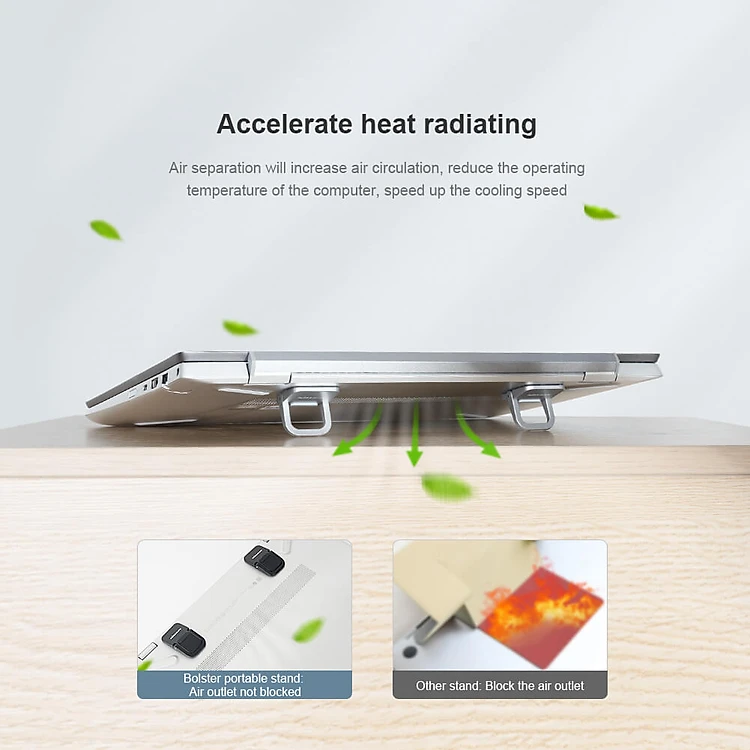 Accelerate heat radiating
Air separation will increase air circulation, reduce the operating
temperature of the computer, speed up the cooling speed
Bolster portable stand:
Air outlet not blocked
Other stand: Block the air outlet